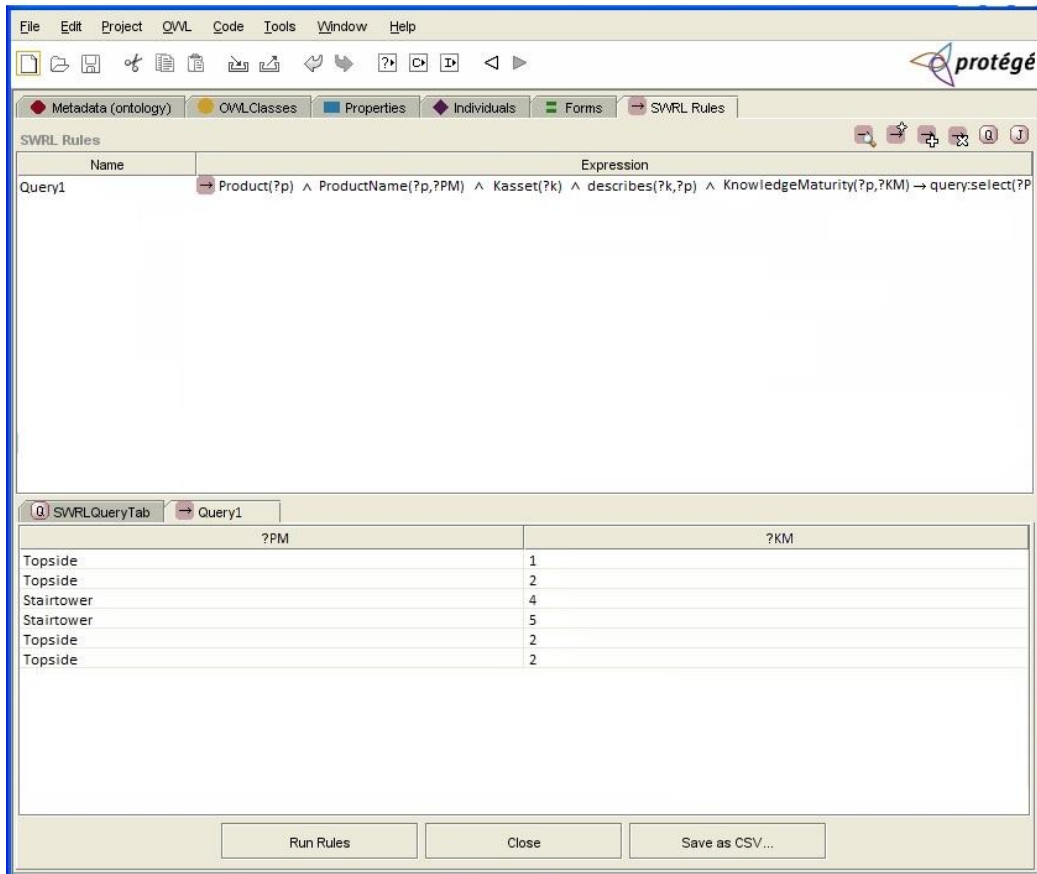 File Edit Project OWL Code Tools Window Help
protégé
Metadata (ontology) OWLClasses Properties Individuals Forms SWRL Rules
SWRL Rules
Name Expression
Query1 → Product(?p) ∧ ProductName(?p,?PM) ∧ Kasset(?k) ∧ describes(?k,?p) ∧ KnowledgeMaturity(?p,?KM) → query:select(?P
SWRLQueryTab → Query1
?PM ?KM
Topside 1
Topside 2
Stairtower 4
Stairtower 5
Topside 2
Topside 2
Run Rules Close Save as CSV...